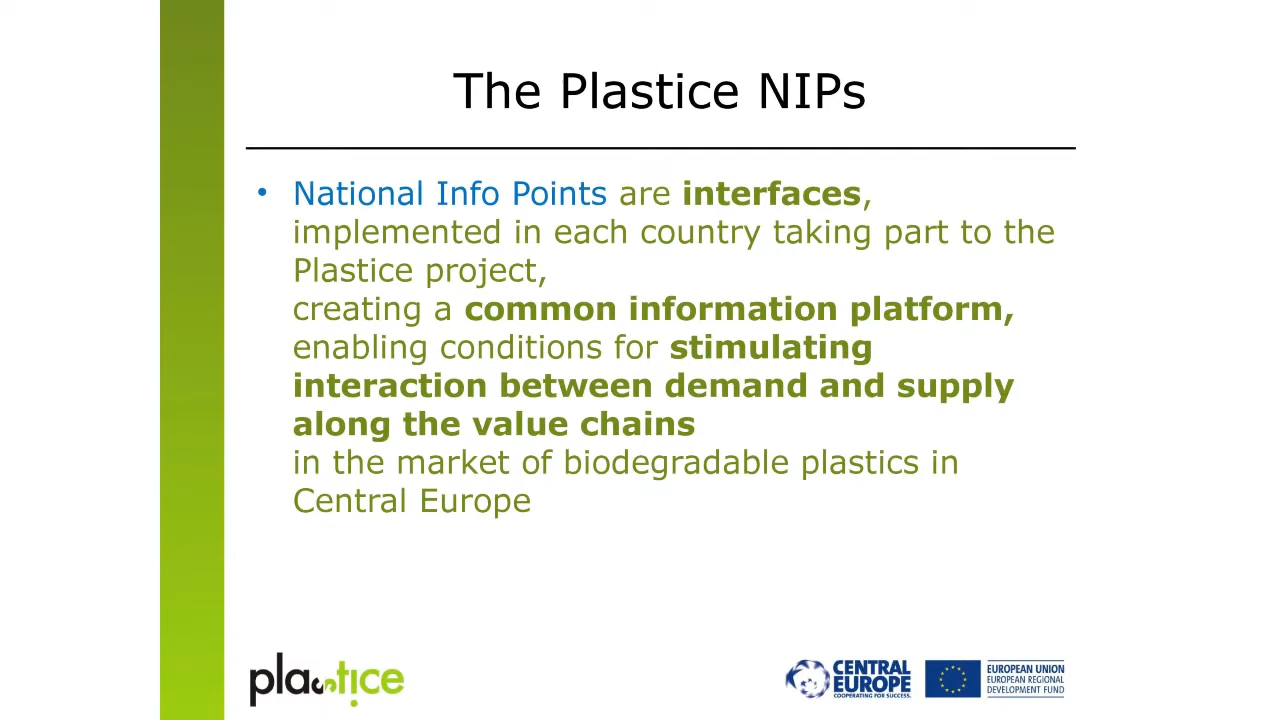 The Plastice NIPs
• National Info Points are interfaces,
implemented in each country taking part to the
Plastice project,
creating a common information platform,
enabling conditions for stimulating
interaction between demand and supply
along the value chains
in the market of biodegradable plastics in
Central Europe
plastice
CENTRAL
EUROPE
COOPERATING FOR SUCCESS.
EUROPEAN UNION
EUROPEAN REGIONAL
DEVELOPMENT FUND